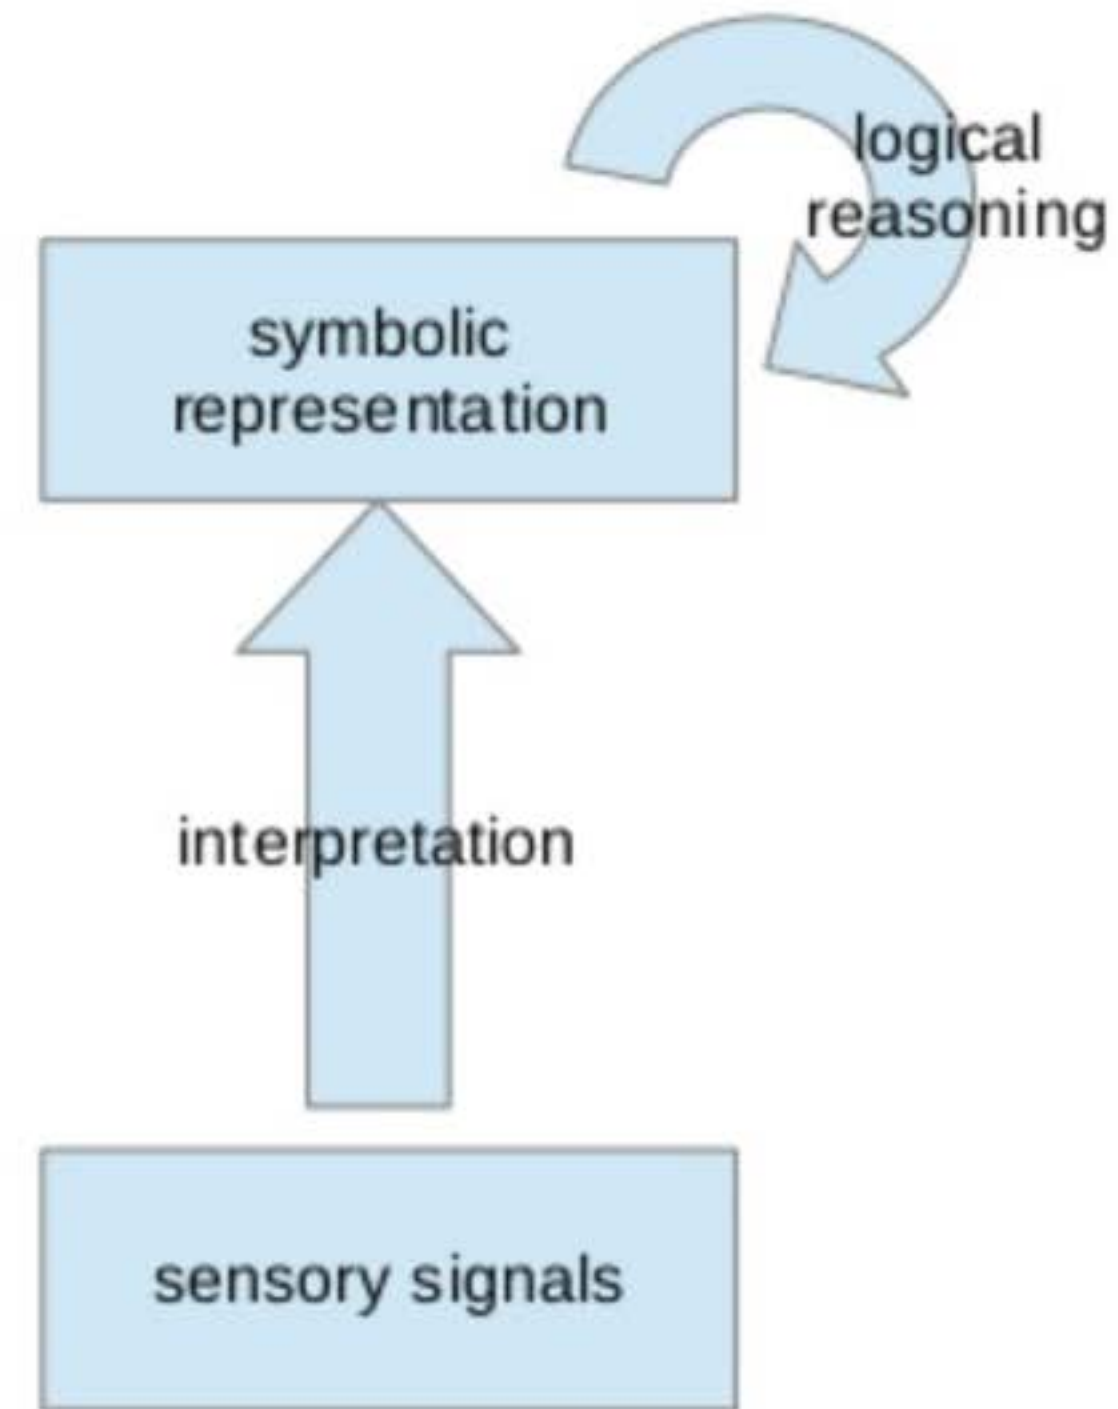 logical
reasoning
symbolic
representation
interpretation
sensory signals